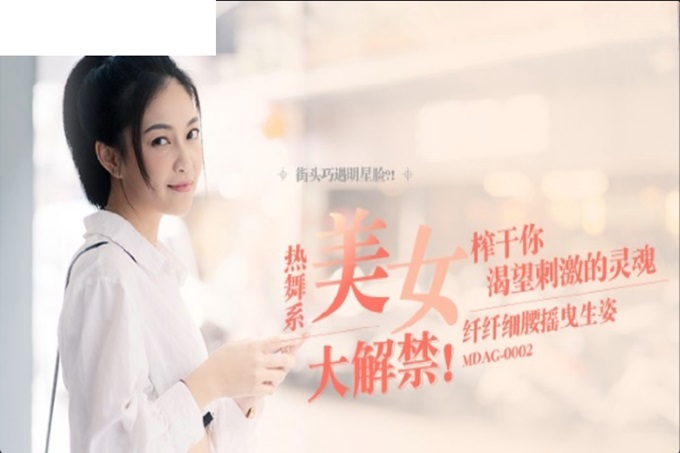 街头巧遇明星脸?!
热舞系
美女
大解禁!
榨干你
渴望刺激的灵魂
纤纤细腰摇曳生姿
MDAG-0002